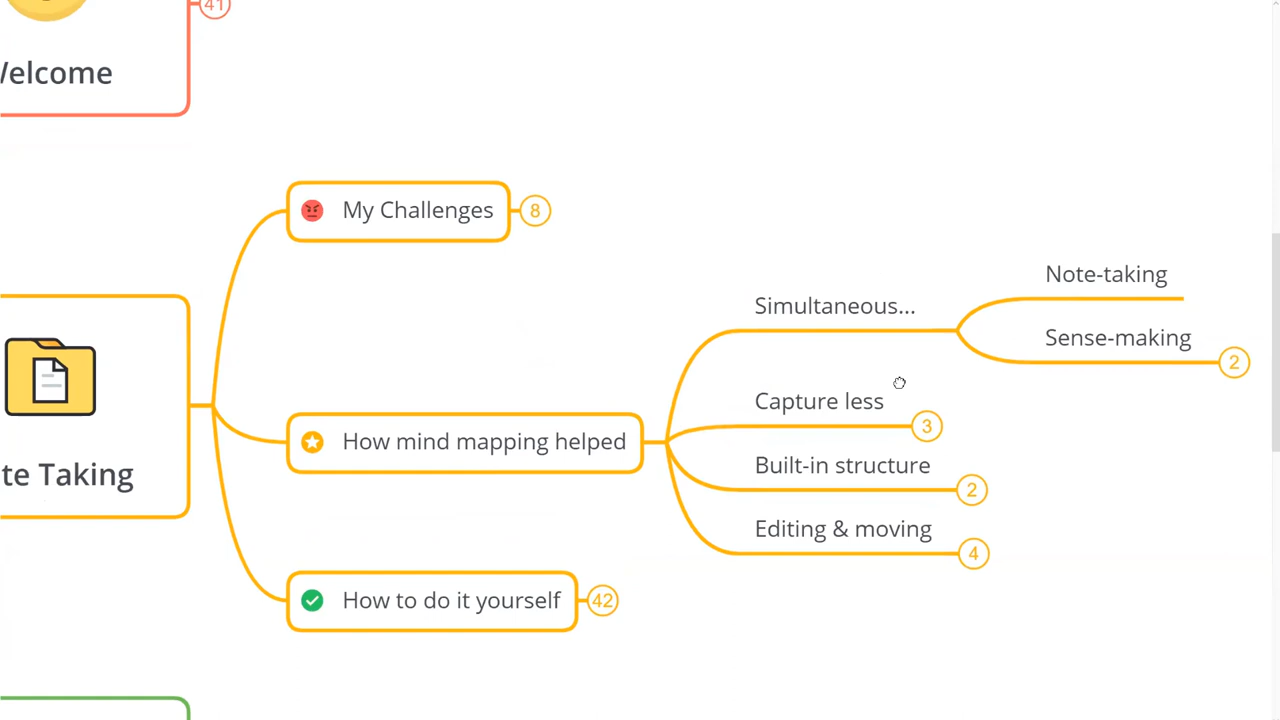 41
elcome
My Challenges
8
Note-taking
Simultaneous...
Sense-making
2
Capture less
3
How mind mapping helped
Built-in structure
2
te Taking
Editing & moving
4
How to do it yourself
42